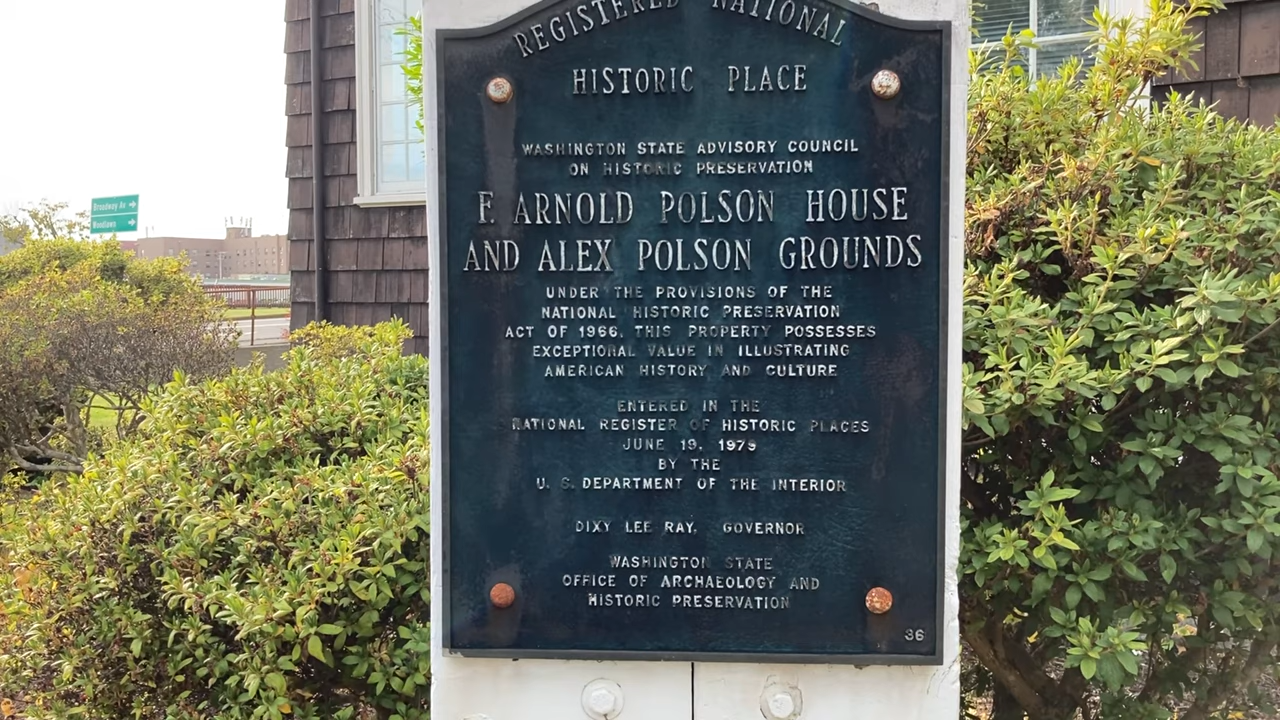 REGISTERED NATIONAL
HISTORIC PLACE
WASHINGTON STATE ADVISORY COUNCIL
ON HISTORIC PRESERVATION
F. ARNOLD POLSON HOUSE
AND ALEX POLSON GROUNDS
UNDER THE PROVISIONS OF THE
NATIONAL HISTORIC PRESERVATION
ACT OF 1966, THIS PROPERTY POSSESSES
EXCEPTIONAL VALUE IN ILLUSTRATING
AMERICAN HISTORY AND CULTURE
ENTERED IN THE
NATIONAL REGISTER OF HISTORIC PLACES
JUNE 19, 1979
BY THE
U. S. DEPARTMENT OF THE INTERIOR
DIXY LEE RAY, GOVERNOR
WASHINGTON STATE
OFFICE OF ARCHAEOLOGY AND
HISTORIC PRESERVATION
36
Broadway Av